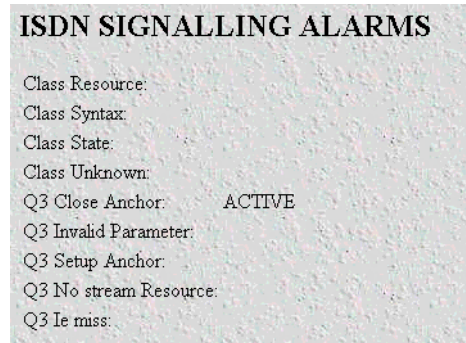 ISDN SIGNALLING ALARMS
Class Resource:
Class Syntax:
Class State:
Class Unknown:
Q3 Close Anchor: ACTIVE
Q3 Invalid Parameter:
Q3 Setup Anchor:
Q3 No stream Resource:
Q3 Ie miss: